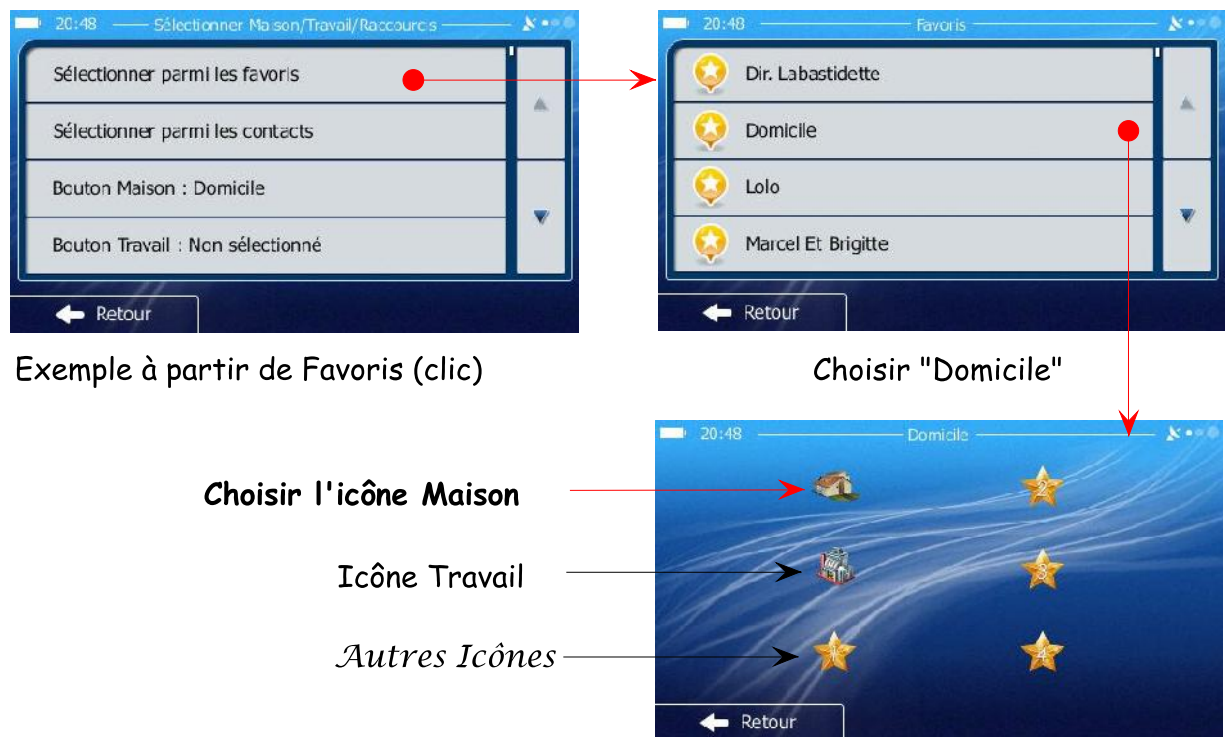 20:48 Sélectionner Maison/Travail/Raccourcis
Sélectionner parmi les favoris
Sélectionner parmi les contacts
Bouton Maison : Domicile
Bouton Travail : Non sélectionné
Retour
20:48 Favoris
Dir. Labastidette
Domicile
Lolo
Marcel Et Brigitte
Retour
Exemple à partir de Favoris (clic)
Choisir "Domicile"
20:48 Domicile
Choisir l'icône Maison
2
Icône Travail
3
Autres Icônes
1
4
Retour